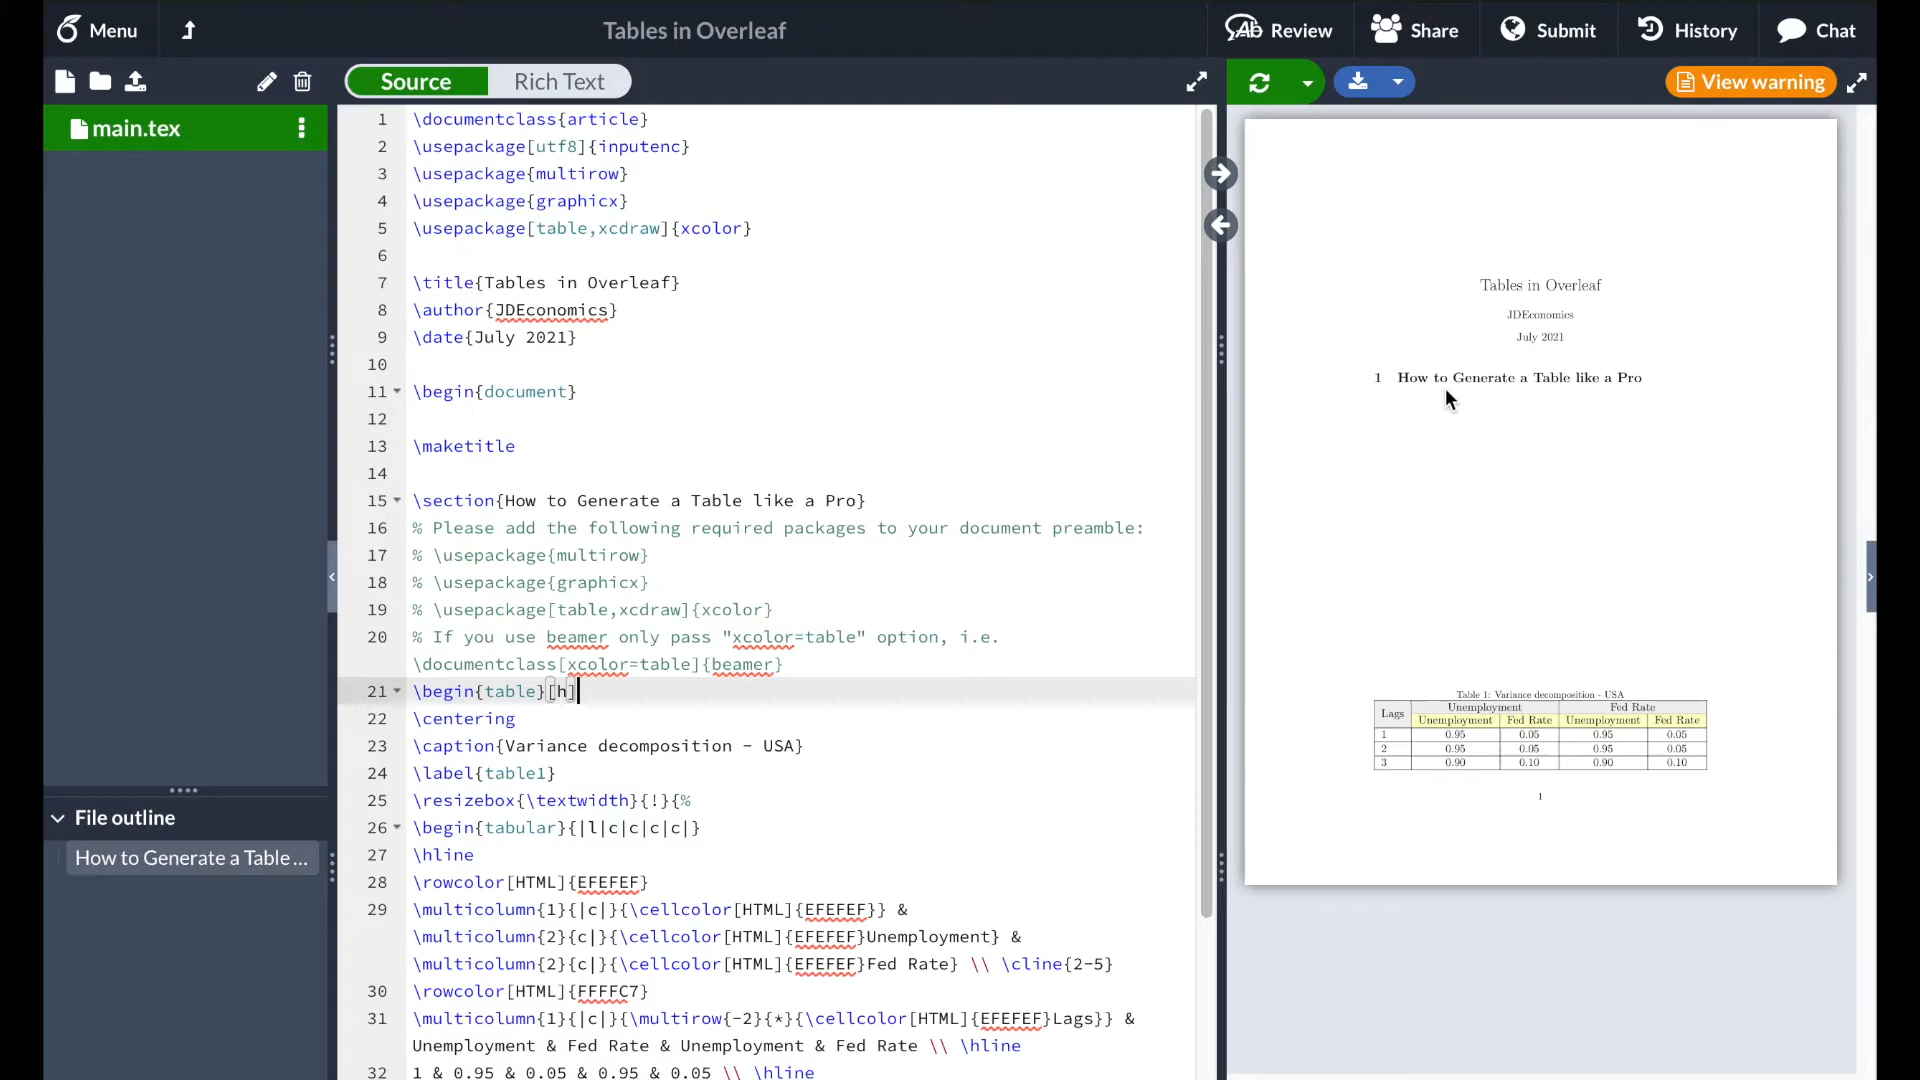 Menu
Tables in Overleaf
Review
Share
Submit
History
Chat
Source
Rich Text
View warning
main.tex
File outline
How to Generate a Table ...
1 \documentclass{article}
2 \usepackage[utf8]{inputenc}
3 \usepackage{multirow}
4 \usepackage{graphicx}
5 \usepackage[table,xcdraw]{xcolor}
6
7 \title{Tables in Overleaf}
8 \author{JDEconomics}
9 \date{July 2021}
10
11 \begin{document}
12
13 \maketitle
14
15 \section{How to Generate a Table like a Pro}
16 % Please add the following required packages to your document preamble:
17 % \usepackage{multirow}
18 % \usepackage{graphicx}
19 % \usepackage[table,xcdraw]{xcolor}
20 % If you use beamer only pass "xcolor=table" option, i.e.
\documentclass[xcolor=table]{beamer}
21 \begin{table}[h]
22 \centering
23 \caption{Variance decomposition - USA}
24 \label{table1}
25 \resizebox{\textwidth}{!}{%
26 \begin{tabular}{|l|c|c|c|c|}
27 \hline
28 \rowcolor[HTML]{EFEFEF}
29 \multicolumn{1}{|c|}{\cellcolor[HTML]{EFEFEF}} &
\multicolumn{2}{c|}{\cellcolor[HTML]{EFEFEF}Unemployment} &
\multicolumn{2}{c|}{\cellcolor[HTML]{EFEFEF}Fed Rate} \\ \cline{2-5}
30 \rowcolor[HTML]{FFFFC7}
31 \multicolumn{1}{|c|}{\multirow{-2}{*}{\cellcolor[HTML]{EFEFEF}Lags}} &
Unemployment & Fed Rate & Unemployment & Fed Rate \\ \hline
32 1 & 0.95 & 0.05 & 0.95 & 0.05 \\ \hline
Tables in Overleaf
JDEconomics
July 2021
1 How to Generate a Table like a Pro
Table 1: Variance decomposition - USA
Lags Unemployment Fed Rate
Unemployment Fed Rate Unemployment Fed Rate
1 0.95 0.05 0.95 0.05
2 0.95 0.05 0.95 0.05
3 0.90 0.10 0.90 0.10
1